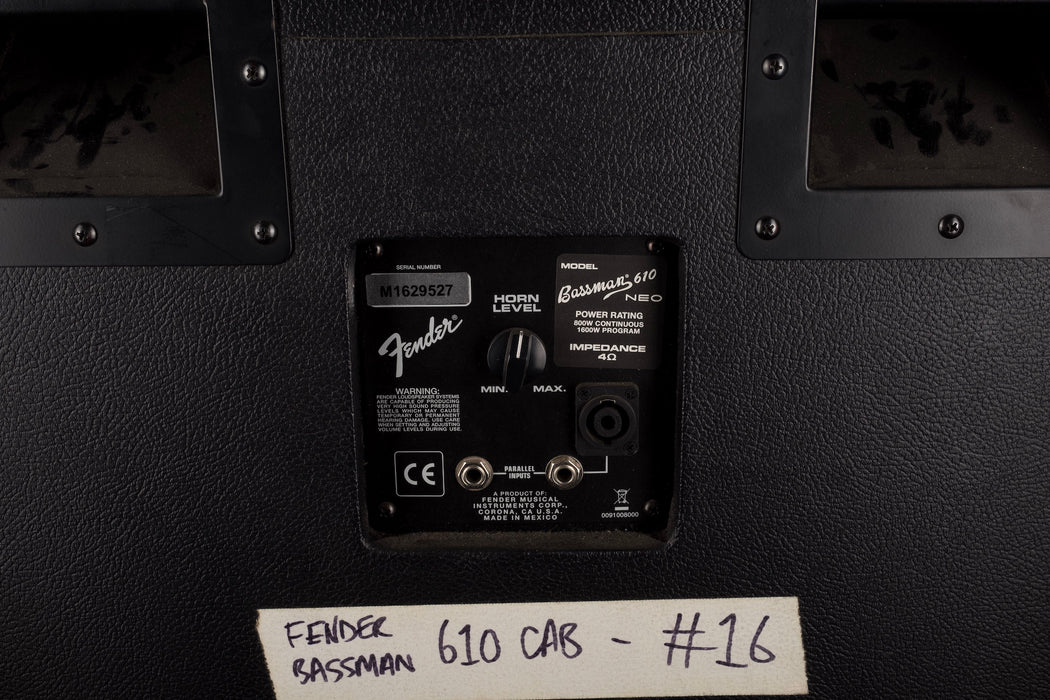 SERIAL NUMBER
M1629527
Fender®
HORN
LEVEL
MIN. MAX.
MODEL
Bassman® 610
NEO
POWER RATING
800W CONTINUOUS
1600W PROGRAM
IMPEDANCE
4Ω
WARNING:
FENDER LOUDSPEAKER SYSTEMS
ARE CAPABLE OF PRODUCING
VERY HIGH SOUND PRESSURE
LEVELS WHICH MAY CAUSE
TEMPORARY OR PERMANENT
HEARING DAMAGE. USE CARE
WHEN SETTING AND ADJUSTING
VOLUME LEVELS DURING USE.
CE
PARALLEL
INPUTS
A PRODUCT OF:
FENDER MUSICAL
INSTRUMENTS CORP.,
CORONA, CA U.S.A.
MADE IN MEXICO
0091008000
FENDER
BASSMAN 610 CAB - #16